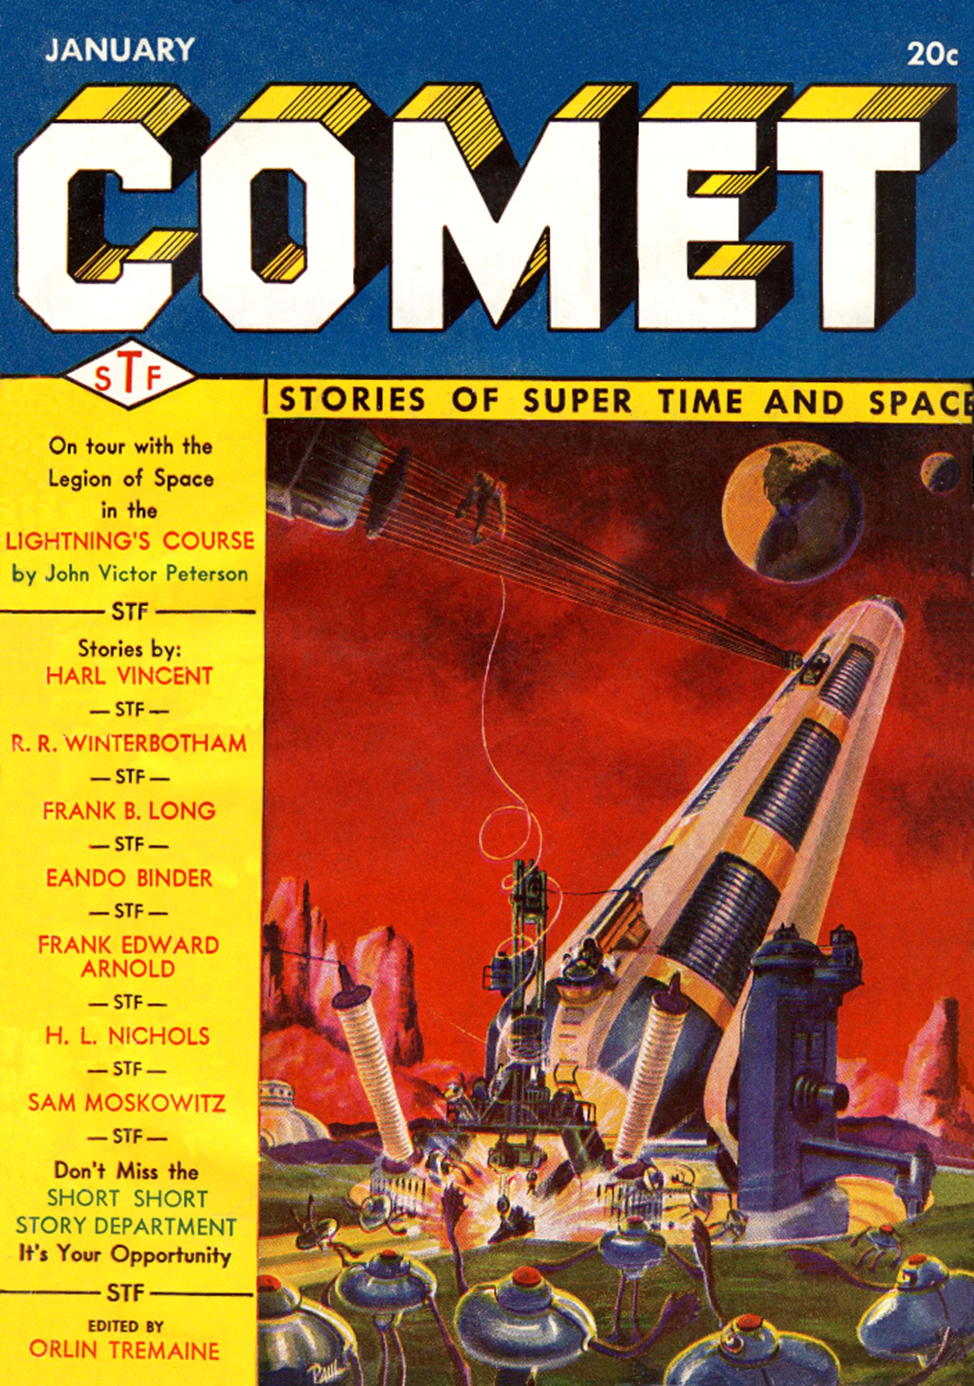 JANUARY
20c
COMET
STF
STORIES OF SUPER TIME AND SPACE
On tour with the
Legion of Space
in the
LIGHTNING'S COURSE
by John Victor Peterson
STF
Stories by:
HARL VINCENT
STF
R. R. WINTERBOTHAM
STF
FRANK B. LONG
STF
EANDO BINDER
STF
FRANK EDWARD
ARNOLD
STF
H. L. NICHOLS
STF
SAM MOSKOWITZ
STF
Don't Miss the
SHORT SHORT
STORY DEPARTMENT
It's Your Opportunity
STF
EDITED BY
ORLIN TREMAINE
PAUL